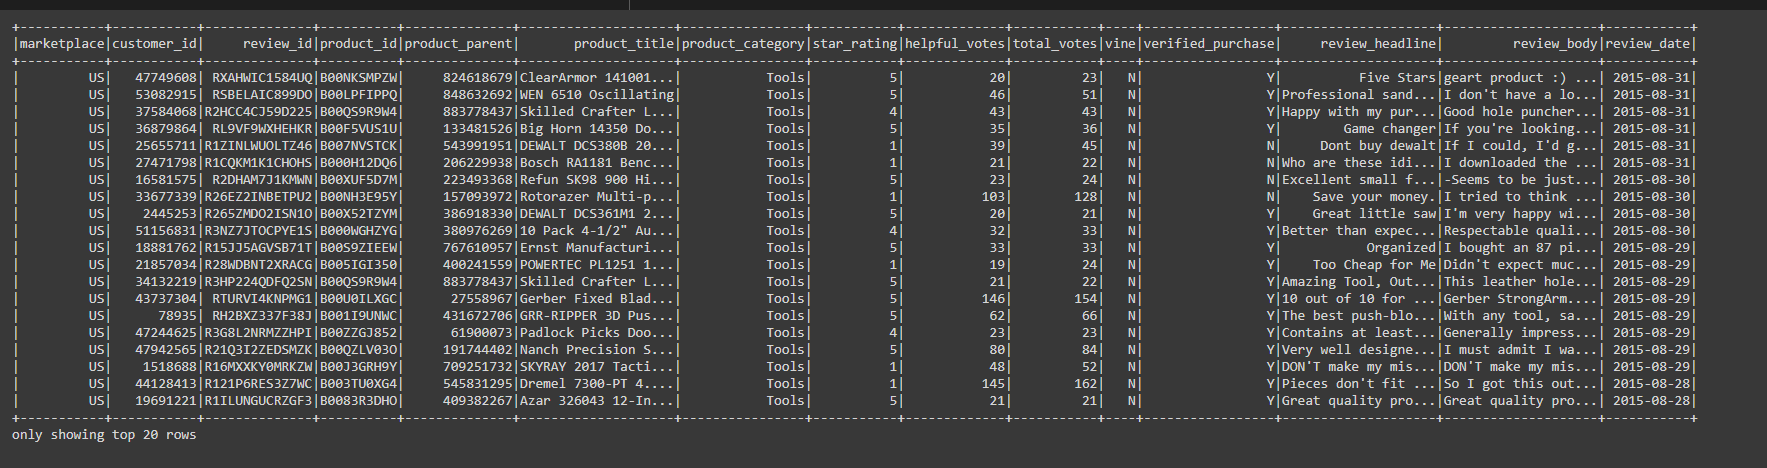 +-----------+-----------+--------------+----------+--------------+--------------------+----------------+-----------+-------------+-----------+----+-----------------+--------------------+--------------------+-----------+
|marketplace|customer_id|     review_id|product_id|product_parent|       product_title|product_category|star_rating|helpful_votes|total_votes|vine|verified_purchase|     review_headline|         review_body|review_date|
+-----------+-----------+--------------+----------+--------------+--------------------+----------------+-----------+-------------+-----------+----+-----------------+--------------------+--------------------+-----------+
|         US|   47749608| RXAHWIC1584UQ|B00NKSMPZW|     824618679|ClearArmor 141001...|           Tools|          5|           20|         23|   N|                Y|          Five Stars|geart product :) ...| 2015-08-31|
|         US|   53082915| RSBELAIC899DO|B00LPFIPPQ|     848632692|WEN 6510 Oscillating|           Tools|          5|           46|         51|   N|                Y|Professional sand...|I don't have a lo...| 2015-08-31|
|         US|   37584068|R2HCC4CJ59D225|B00QS9R9W4|     883778437|Skilled Crafter L...|           Tools|          4|           43|         43|   N|                Y|Happy with my pur...|Good hole puncher...| 2015-08-31|
|         US|   36879864| RL9VF9WXHEHKR|B00F5VUS1U|     133481526|Big Horn 14350 Do...|           Tools|          5|           35|         36|   N|                Y|        Game changer|If you're looking...| 2015-08-31|
|         US|   25655711|R1ZINLWUOLTZ46|B007NVSTCK|     543991951|DEWALT DCS380B 20...|           Tools|          1|           39|         45|   N|                N|     Dont buy dewalt|If I could, I'd g...| 2015-08-31|
|         US|   27471798|R1CQKM1K1CHOHS|B000H12DQ6|     206229938|Bosch RA1181 Benc...|           Tools|          1|           21|         22|   N|                N|Who are these idi...|I downloaded the ...| 2015-08-31|
|         US|   16581575| R2DHAM7J1KMWN|B00XUF5D7M|     223493368|Refun SK98 900 Hi...|           Tools|          5|           23|         24|   N|                N|Excellent small f...|-Seems to be just...| 2015-08-30|
|         US|   33677339|R26EZ2INBETPU2|B00NH3E95Y|     157093972|Rotorazer Multi-p...|           Tools|          1|          103|        128|   N|                N|    Save your money.|I tried to think ...| 2015-08-30|
|         US|    2445253|R265ZMDO2ISN1O|B00X52TZYM|     386918330|DEWALT DCS361M1 2...|           Tools|          5|           20|         21|   N|                Y|    Great little saw|I'm very happy wi...| 2015-08-30|
|         US|   51156831|R3NZ7JTOCPYE1S|B000WGHZYG|     380976269|10 Pack 4-1/2" Au...|           Tools|          4|           32|         33|   N|                Y|Better than expec...|Respectable quali...| 2015-08-30|
|         US|   18881762|R15JJ5AGVSB71T|B00S9ZIEEW|     767610957|Ernst Manufacturi...|           Tools|          5|           33|         33|   N|                Y|           Organized|I bought an 87 pi...| 2015-08-29|
|         US|   21857034|R28WDBNT2XRACG|B005IGI350|     400241559|POWERTEC PL1251 1...|           Tools|          1|           19|         24|   N|                Y|    Too Cheap for Me|Didn't expect muc...| 2015-08-29|
|         US|   34132219|R3HP224QDFQ2SN|B00QS9R9W4|     883778437|Skilled Crafter L...|           Tools|          5|           21|         22|   N|                Y|Amazing Tool, Out...|This leather hole...| 2015-08-29|
|         US|   43737304| RTURVI4KNPMG1|B00U0ILXGC|      27558967|Gerber Fixed Blad...|           Tools|          5|          146|        154|   N|                Y|10 out of 10 for ...|Gerber StrongArm....| 2015-08-29|
|         US|      78935| RH2BXZ337F38J|B001I9UNWC|     431672706|GRR-RIPPER 3D Pus...|           Tools|          5|           62|         66|   N|                Y|The best push-blo...|With any tool, sa...| 2015-08-29|
|         US|   47244625|R3G8L2NRMZZHPI|B00ZZGJ852|      61900073|Padlock Picks Doo...|           Tools|          4|           23|         23|   N|                Y|Contains at least...|Generally impress...| 2015-08-29|
|         US|   47942565|R21Q3I2ZEDSMZK|B00QZLV03O|     191744402|Nanch Precision S...|           Tools|          5|           80|         84|   N|                Y|Very well designe...|I must admit I wa...| 2015-08-29|
|         US|    1518688|R16MXXKY0MRKZW|B00J3GRH9Y|     709251732|SKYRAY 2017 Tacti...|           Tools|          1|           48|         52|   N|                Y|DON'T make my mis...|DON'T make my mis...| 2015-08-29|
|         US|   44128413|R121P6RES3Z7WC|B003TU0XG4|     545831295|Dremel 7300-PT 4....|           Tools|          1|          145|        162|   N|                Y|Pieces don't fit ...|So I got this out...| 2015-08-28|
|         US|   19691221|R1ILUNGUCRZGF3|B0083R3DHO|     409382267|Azar 326043 12-In...|           Tools|          5|           21|         21|   N|                Y|Great quality pro...|Great quality pro...| 2015-08-28|
+-----------+-----------+--------------+----------+--------------+--------------------+----------------+-----------+-------------+-----------+----+-----------------+--------------------+--------------------+-----------+
only showing top 20 rows